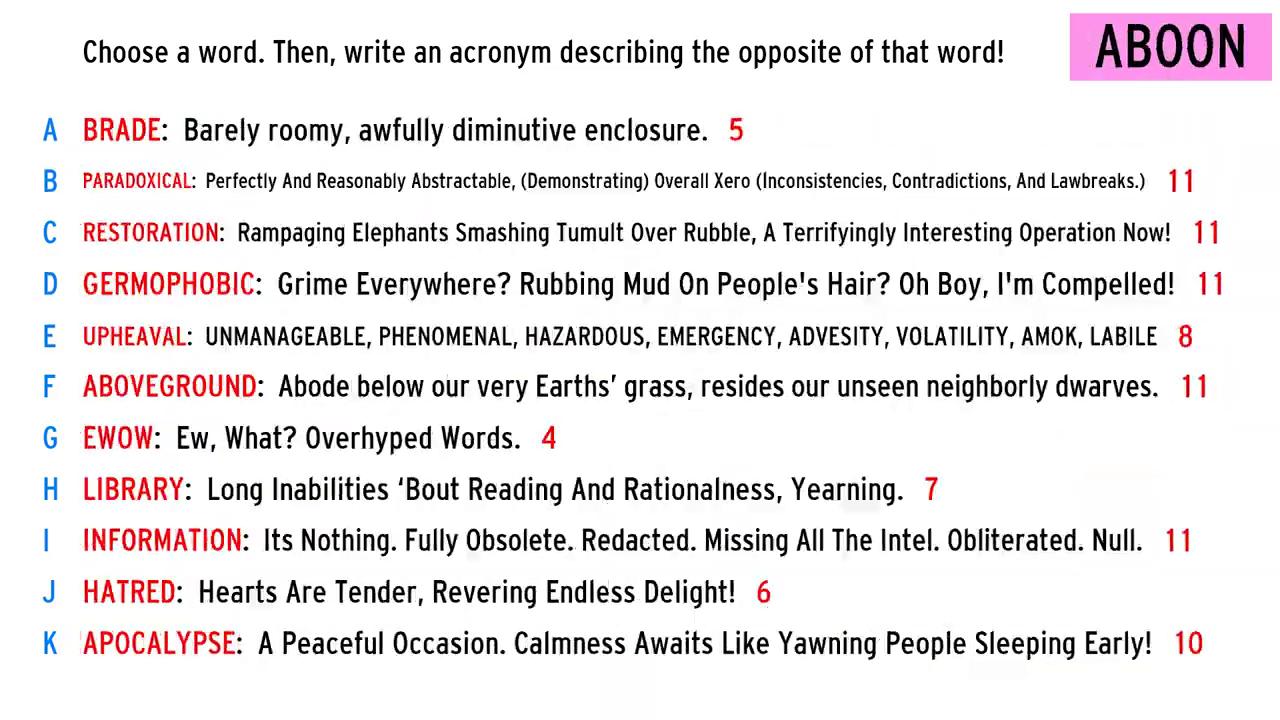 Choose a word. Then, write an acronym describing the opposite of that word!
ABOON
A BRADE: Barely roomy, awfully diminutive enclosure. 5
B PARADOXICAL: Perfectly And Reasonably Abstractable, (Demonstrating) Overall Xero (Inconsistencies, Contradictions, And Lawbreaks.) 11
C RESTORATION: Rampaging Elephants Smashing Tumult Over Rubble, A Terrifyingly Interesting Operation Now! 11
D GERMOPHOBIC: Grime Everywhere? Rubbing Mud On People's Hair? Oh Boy, I'm Compelled! 11
E UPHEAVAL: UNMANAGEABLE, PHENOMENAL, HAZARDOUS, EMERGENCY, ADVESITY, VOLATILITY, AMOK, LABILE 8
F ABOVEGROUND: Abode below our very Earths’ grass, resides our unseen neighborly dwarves. 11
G EWOW: Ew, What? Overhyped Words. 4
H LIBRARY: Long Inabilities ‘Bout Reading And Rationalness, Yearning. 7
I INFORMATION: Its Nothing. Fully Obsolete. Redacted. Missing All The Intel. Obliterated. Null. 11
J HATRED: Hearts Are Tender, Revering Endless Delight! 6
K APOCALYPSE: A Peaceful Occasion. Calmness Awaits Like Yawning People Sleeping Early! 10